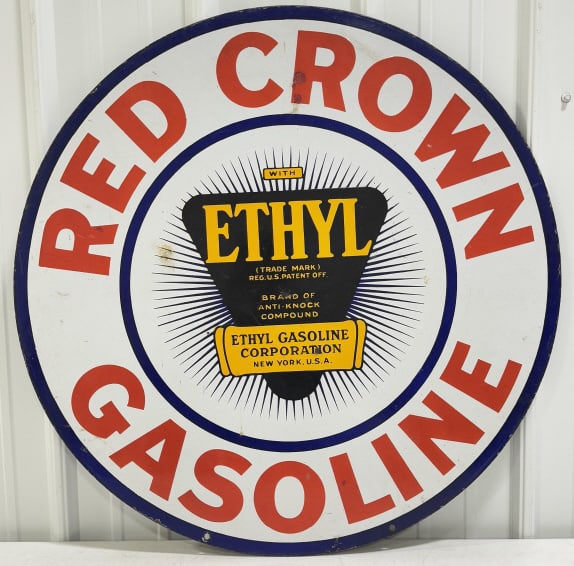 RED CROWN
WITH
ETHYL
(TRADE MARK)
REG.U.S.PATENT OFF.
BRAND OF
ANTI-KNOCK
COMPOUND
ETHYL GASOLINE
CORPORATION
NEW YORK, U.S.A.
GASOLINE